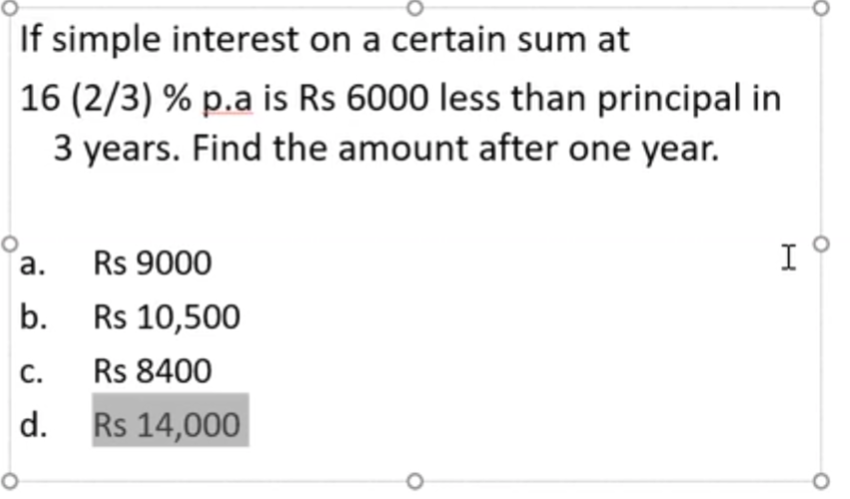 If simple interest on a certain sum at
16 (2/3) % p.a is Rs 6000 less than principal in
3 years. Find the amount after one year.
a. Rs 9000
b. Rs 10,500
c. Rs 8400
d. Rs 14,000